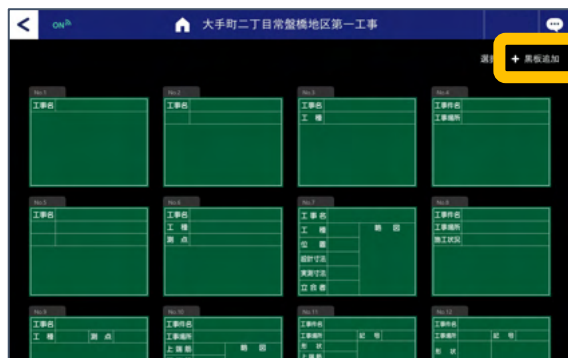 ON
大手町二丁目常盤橋地区第一工事
+ 黒板追加
No.1
No.2
No.3
No.4
工事名
工事名
工事名
工 種
工事件名
工事場所
No.5
No.6
No.7
No.8
工事名
工事名
工 種
測 点
工 事 名
工 種
略 図
位 置
設計寸法
実測寸法
立 会 者
工事件名
工事場所
施工状況
No.9
No.10
No.11
No.12
工事名
工 種
測 点
工事件名
工事場所
略 図
工事件名
工事場所
記 号
形 状
工事件名
工事場所
記 号
形 状